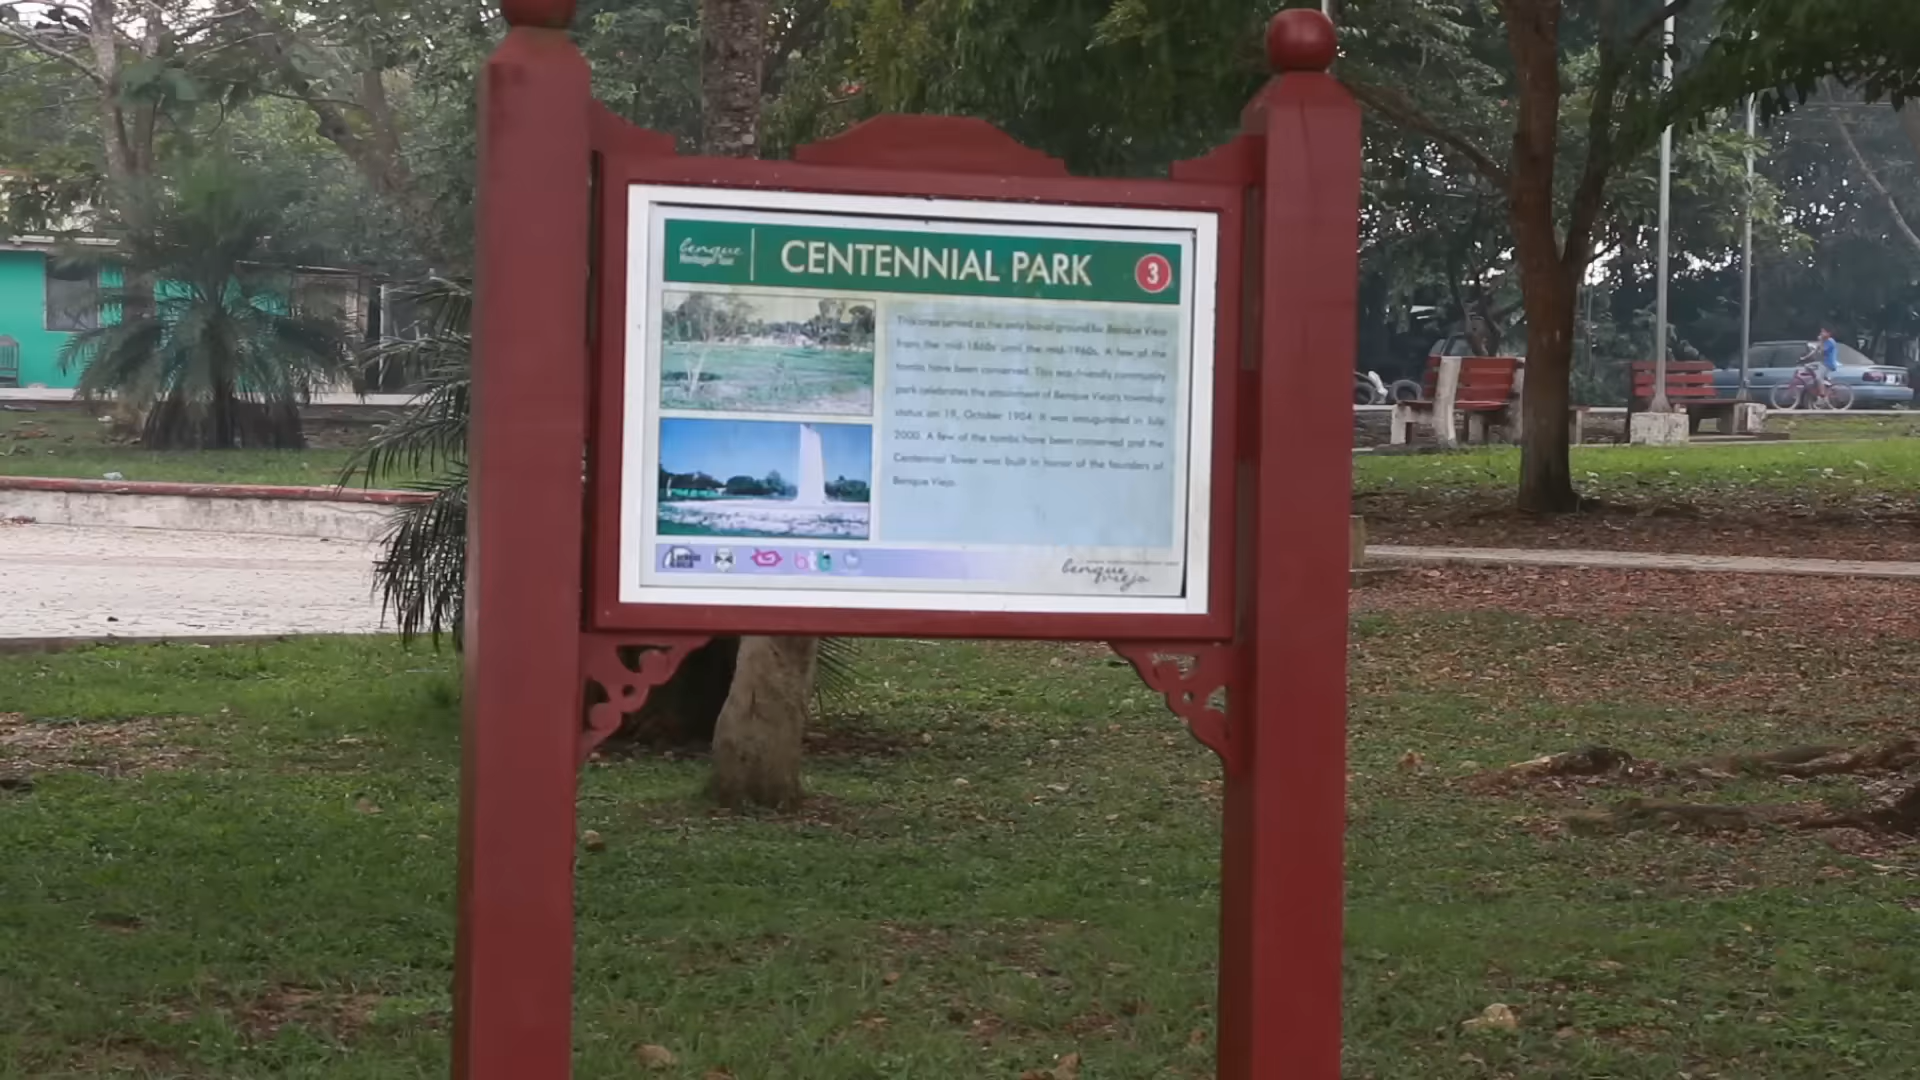 benque
Heritage Tour
CENTENNIAL PARK
3
This area served as the only burial ground for Benque Viejo
from the mid-1860s until the mid-1960s. A few of the
tombs have been conserved. This eco-friendly community
park celebrates the attainment of Benque Viejo's township
status on 19, October 1904. It was inaugurated in July
2000. A few of the tombs have been conserved and the
Centennial Tower was built in honor of the founders of
Benque Viejo.
benque
viejo